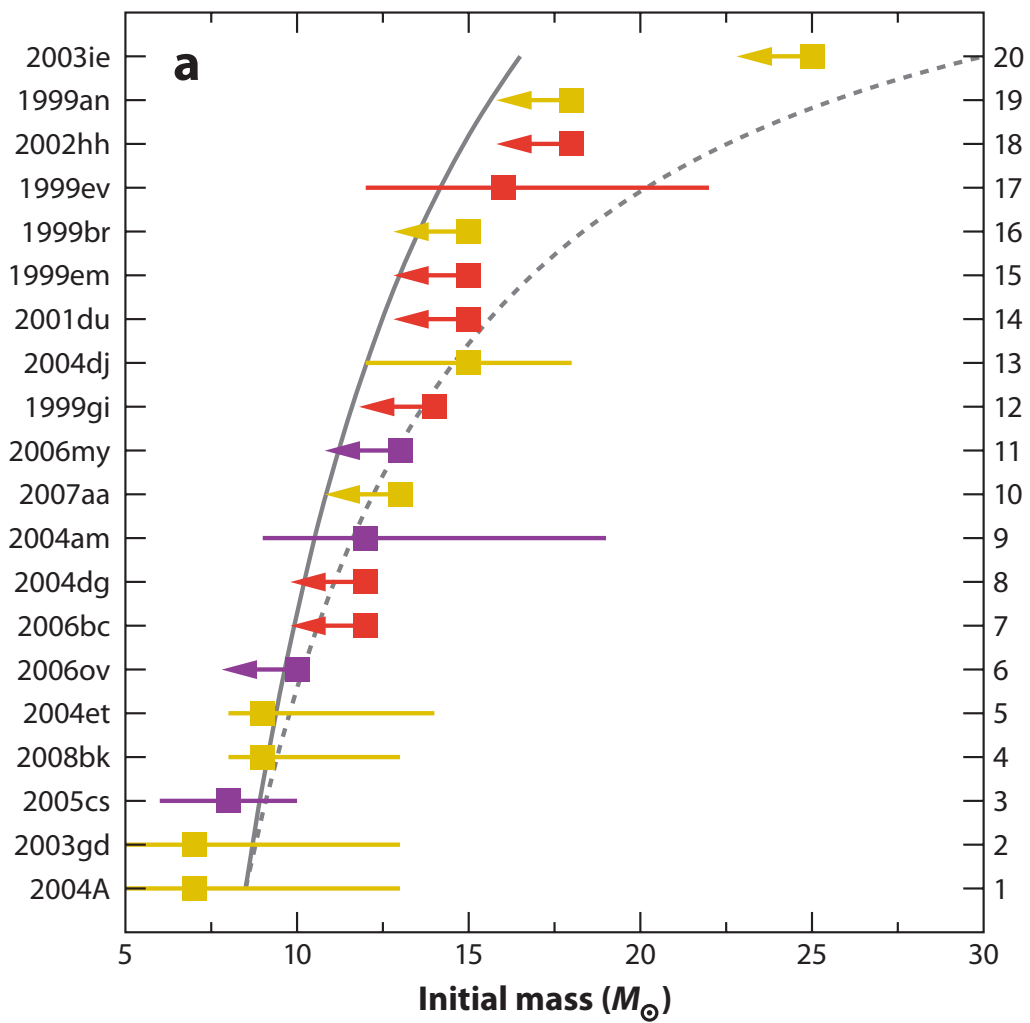 a
2003ie 20
1999an 19
2002hh 18
1999ev 17
1999br 16
1999em 15
2001du 14
2004dj 13
1999gi 12
2006my 11
2007aa 10
2004am 9
2004dg 8
2006bc 7
2006ov 6
2004et 5
2008bk 4
2005cs 3
2003gd 2
2004A 1
5 10 15 20 25 30
Initial mass (M⊙)